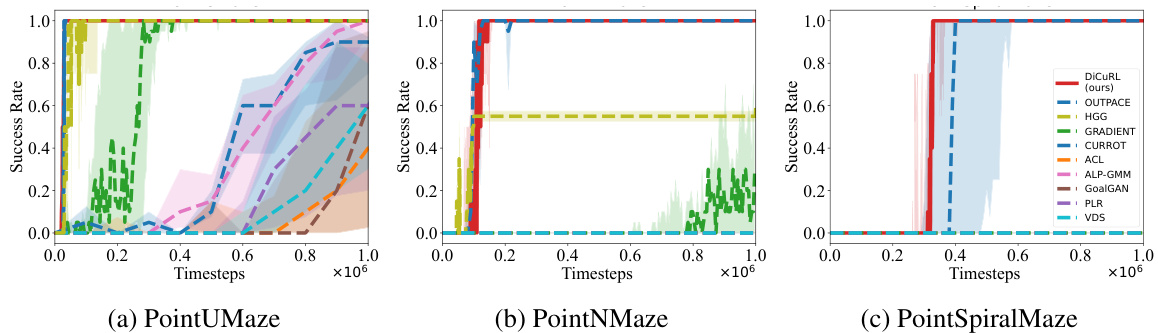 Success Rate
1.0
0.8
0.6
0.4
0.2
0.0
0.0 0.2 0.4 0.6 0.8 1.0
Timesteps ×10⁶
(a) PointUMaze
Success Rate
1.0
0.8
0.6
0.4
0.2
0.0
0.0 0.2 0.4 0.6 0.8 1.0
Timesteps ×10⁶
(b) PointNMaze
Success Rate
1.0
0.8
0.6
0.4
0.2
0.0
0.0 0.2 0.4 0.6 0.8 1.0
Timesteps ×10⁶
DiCuRL
(ours)
OUTPACE
HGG
GRADIENT
CURROT
ACL
ALP-GMM
GoalGAN
PLR
VDS
(c) PointSpiralMaze